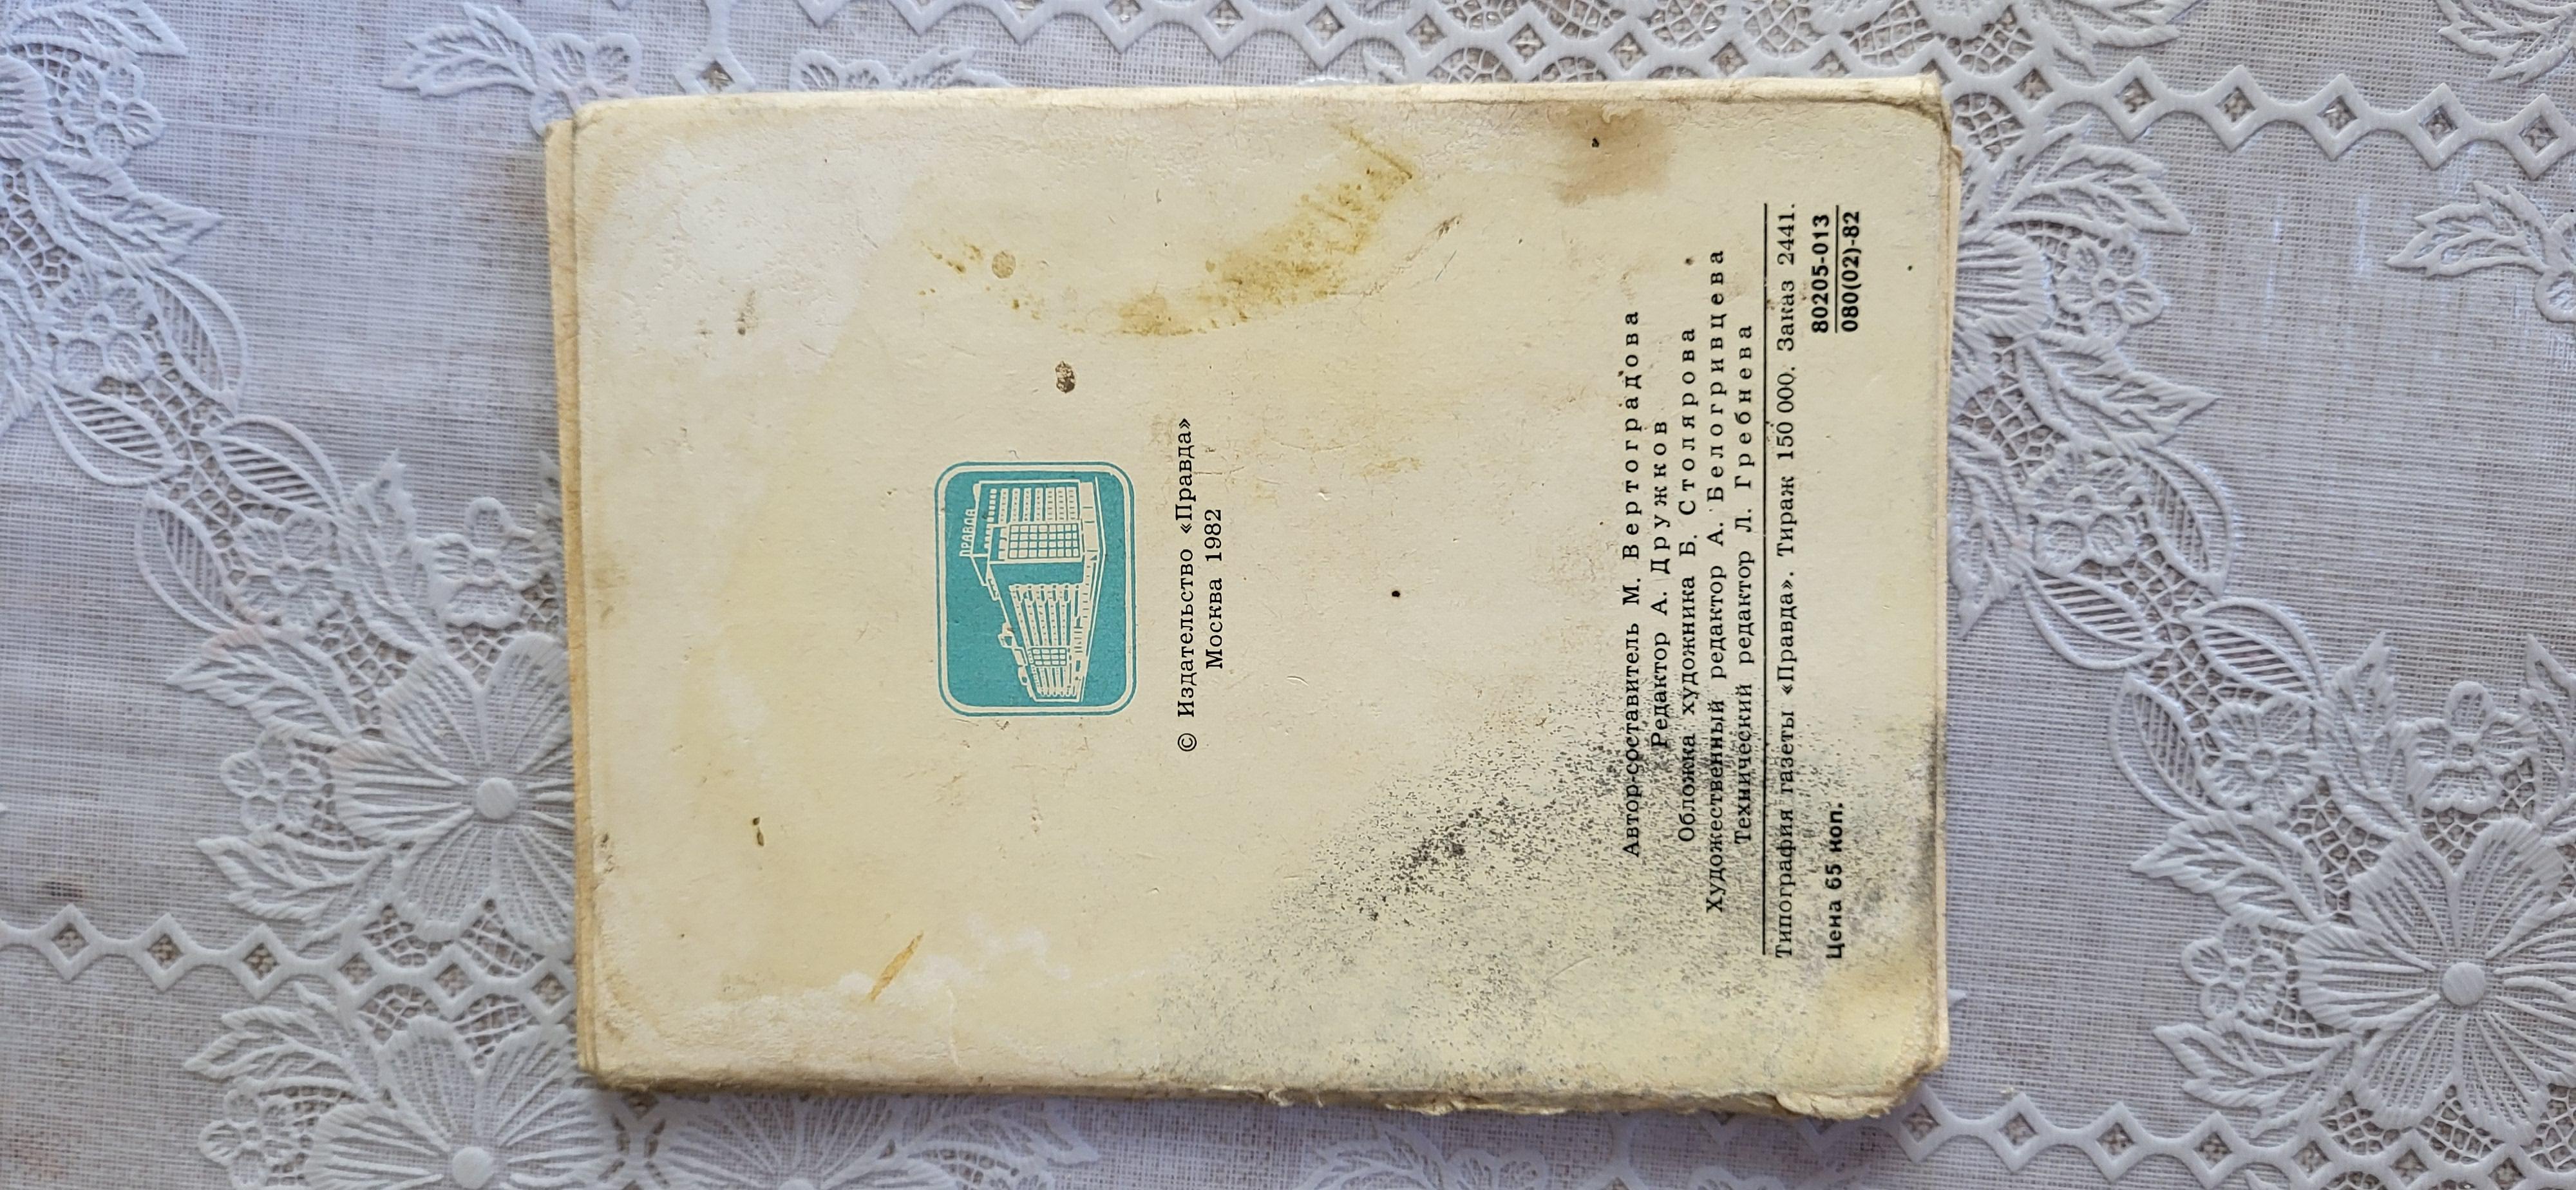 ПРАВДА
© Издательство «Правда»
Москва 1982
Автор-составитель М. Вертоградова
Редактор А. Дружков
Обложка художника Б. Столярова
Художественный редактор А. Белогривцева
Технический редактор Л. Гребнева
Типография газеты «Правда». Тираж 150 000. Заказ 2441.
Цена 65 коп.
80205-013
080(02)-82